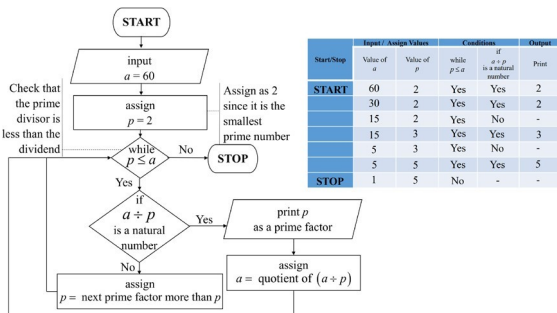 START
input
a = 60
Check that
the prime
divisor is
less than the
dividend
assign
p = 2
Assign as 2
since it is the
smallest
prime number
while
p ≤ a
No
STOP
Yes
if
a ÷ p
is a natural
number
Yes
print p
as a prime factor
No
assign
p = next prime factor more than p
assign
a = quotient of (a ÷ p)
Start/Stop
Input / Assign Values
Conditions
Output
Value of
a
Value of
p
while
p ≤ a
if
a ÷ p
is a natural
number
Print
START 60 2 Yes Yes 2
30 2 Yes Yes 2
15 2 Yes No -
15 3 Yes Yes 3
5 3 Yes No -
5 5 Yes Yes 5
STOP 1 5 No - -